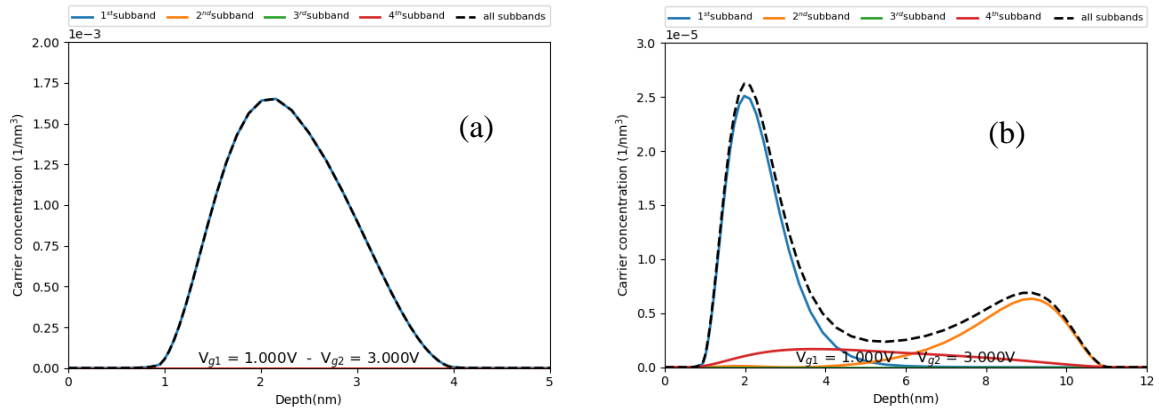 1ˢᵗsubband 2ⁿᵈsubband 3ʳᵈsubband 4ᵗʰsubband all subbands
1e−3
2.00
1.75
1.50
1.25
1.00
0.75
0.50
0.25
0.00
Carrier concentration (1/nm³)
(a)
V_g1 = 1.000V - V_g2 = 3.000V
0 1 2 3 4 5
Depth(nm)
1ˢᵗsubband 2ⁿᵈsubband 3ʳᵈsubband 4ᵗʰsubband all subbands
1e−5
3.0
2.5
2.0
1.5
1.0
0.5
0.0
Carrier concentration (1/nm³)
(b)
V_g1 = 1.000V - V_g2 = 3.000V
0 2 4 6 8 10 12
Depth(nm)